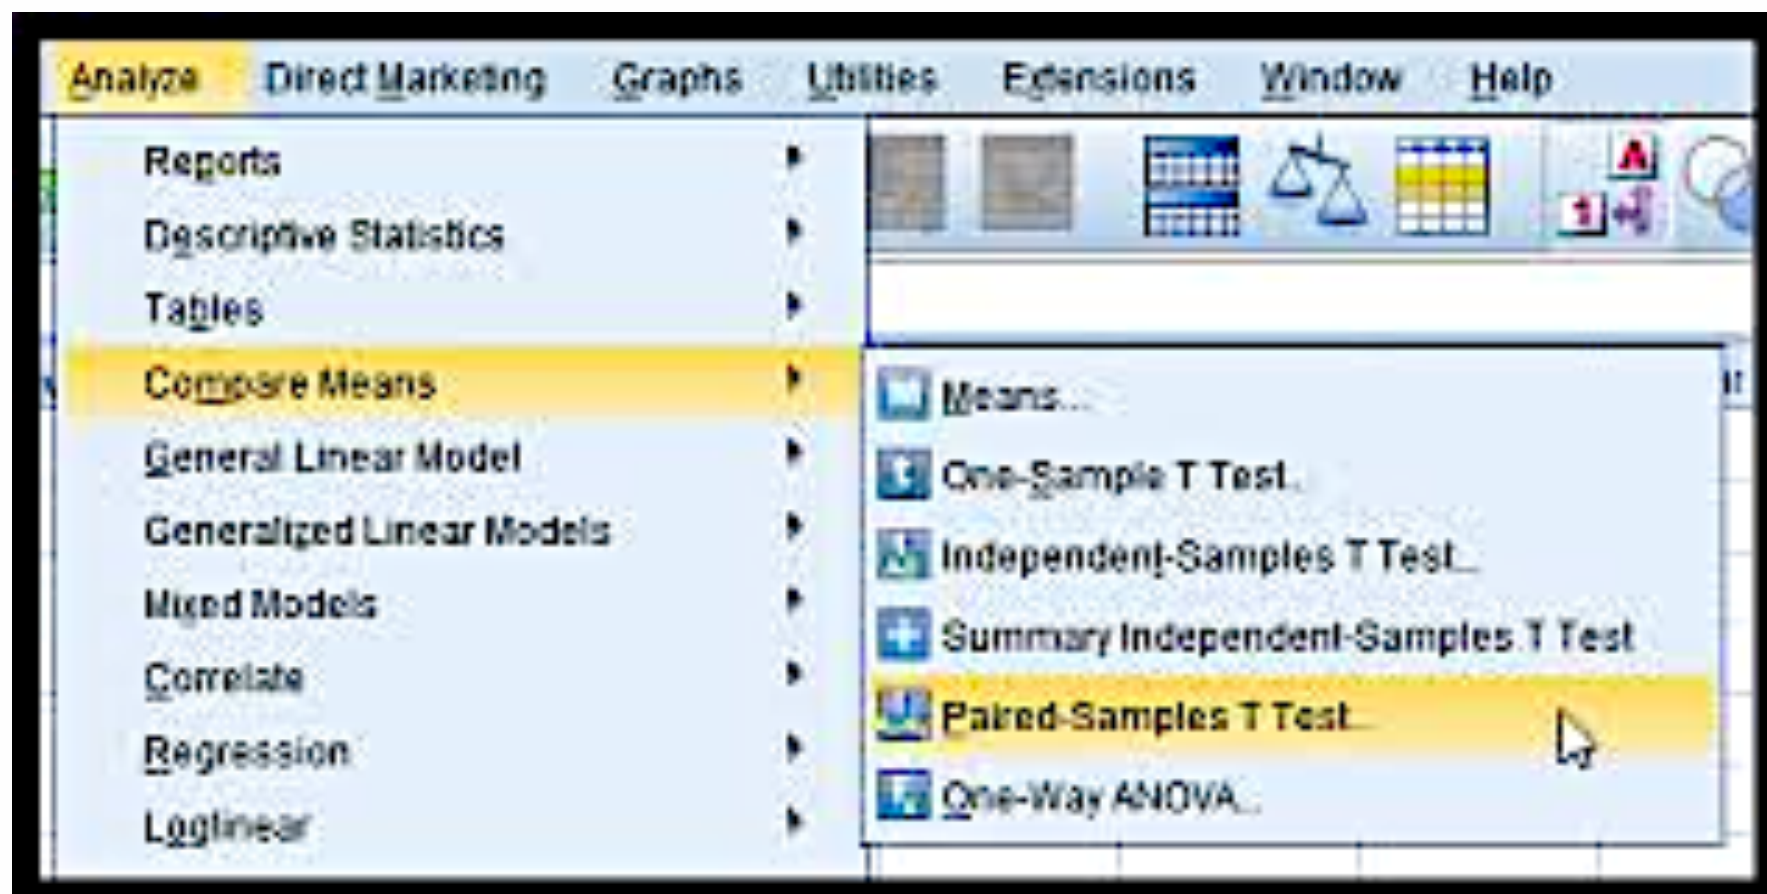 Analyze Direct Marketing Graphs Utilities Extensions Window Help
Reports
Descriptive Statistics
Tables
Compare Means
General Linear Model
Generalized Linear Models
Mixed Models
Correlate
Regression
Loglinear
Means...
One-Sample T Test...
Independent-Samples T Test...
Summary Independent-Samples T Test
Paired-Samples T Test...
One-Way ANOVA...
A
1